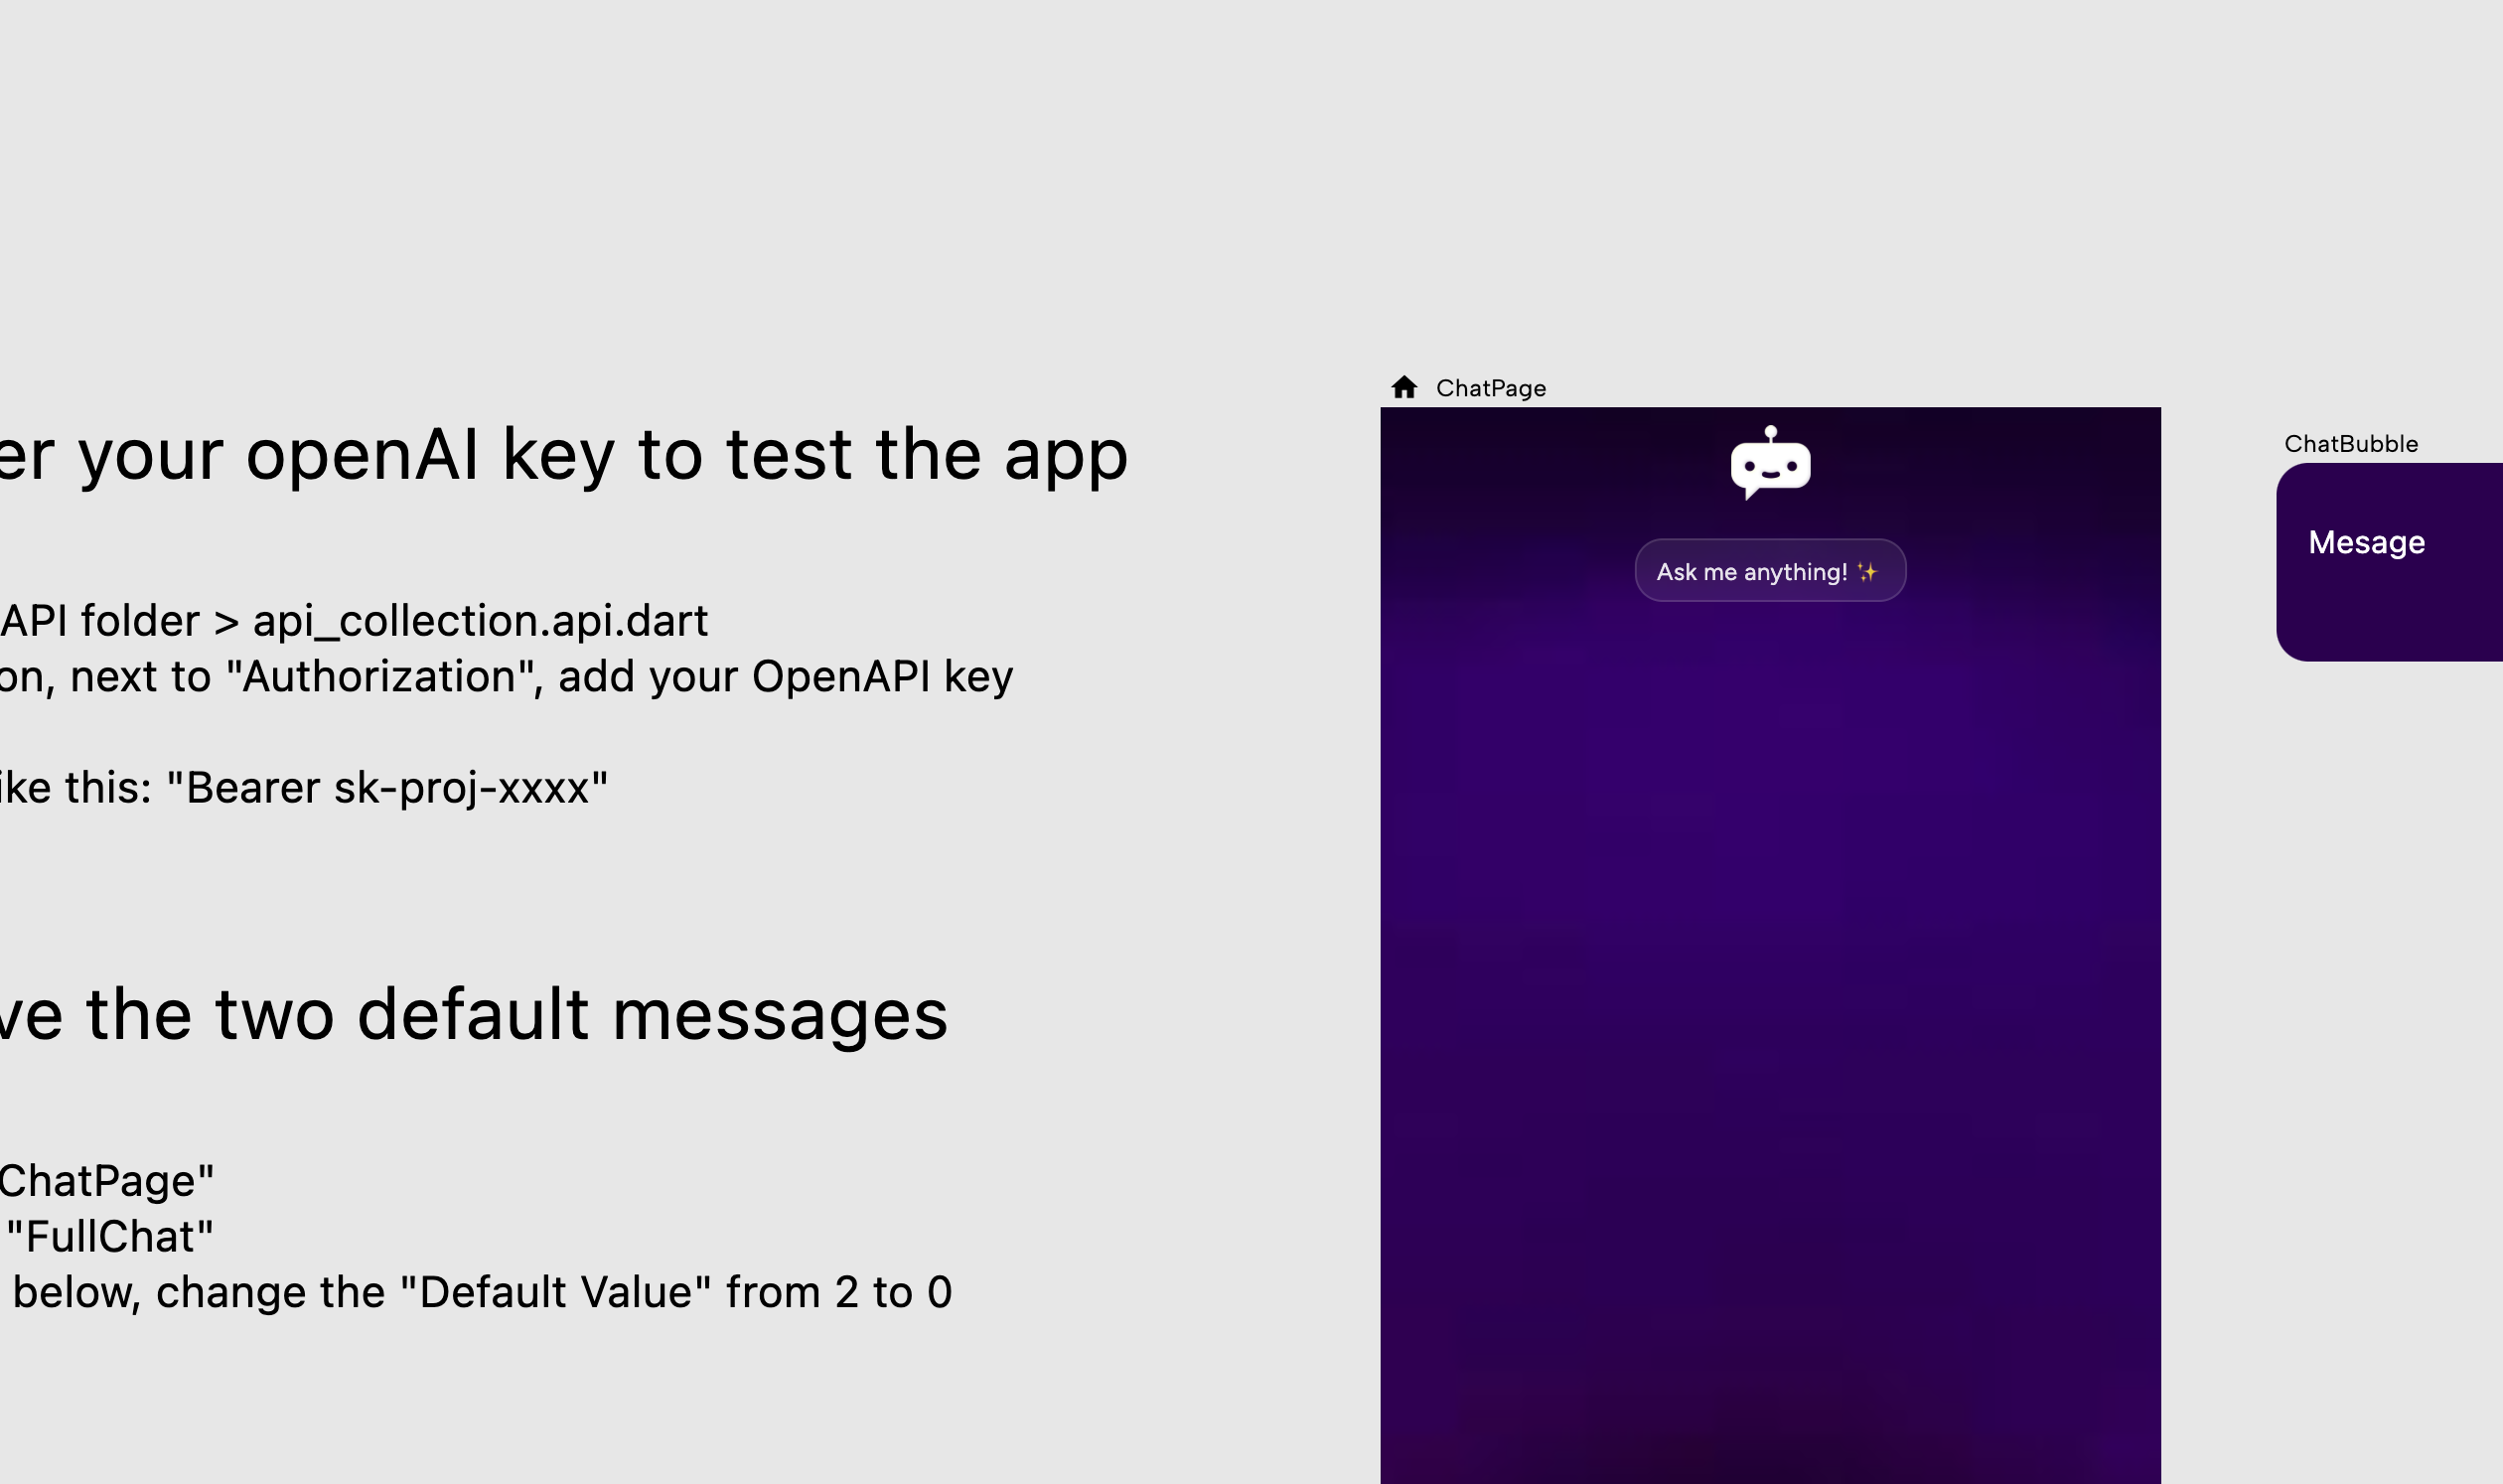 er your openAI key to test the app
API folder > api_collection.api.dart
on, next to "Authorization", add your OpenAPI key
ike this: "Bearer sk-proj-xxxx"
ve the two default messages
ChatPage"
"FullChat"
below, change the "Default Value" from 2 to 0
ChatPage
Ask me anything! ✨
ChatBubble
Mesage